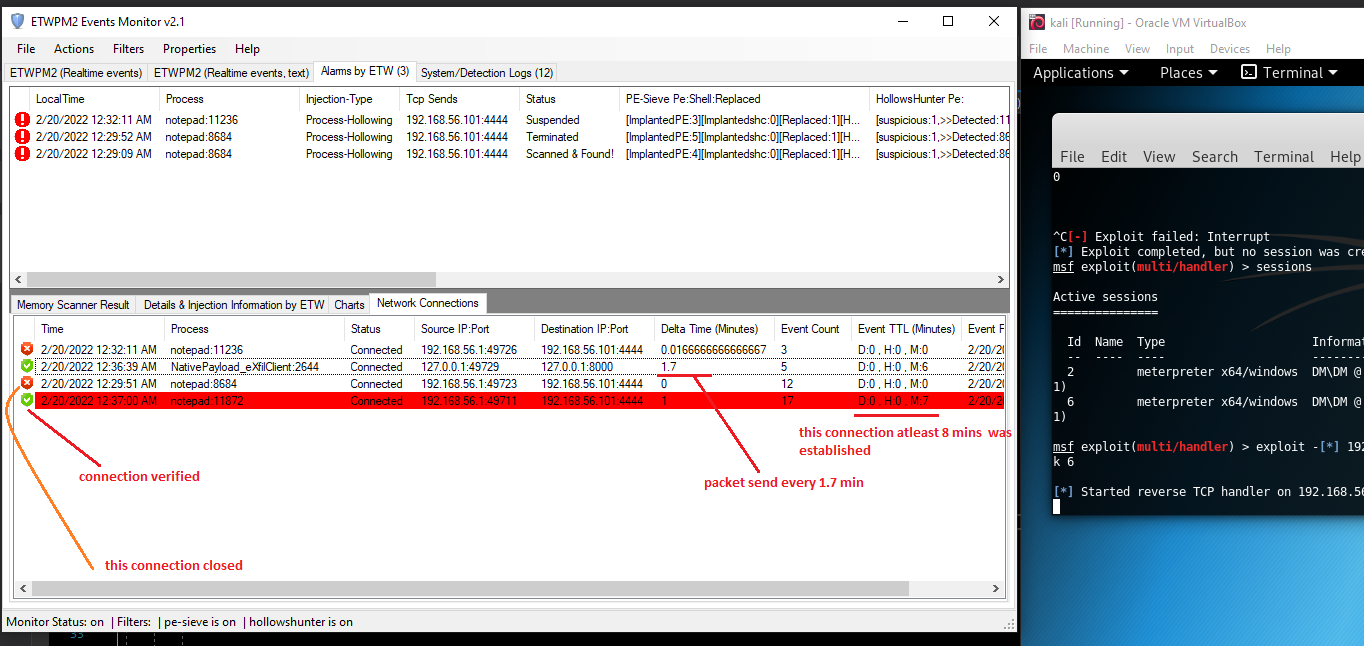 ETWPM2 Events Monitor v2.1
File Actions Filters Properties Help
ETWPM2 (Realtime events) ETWPM2 (Realtime events, text) Alarms by ETW (3) System/Detection Logs (12)
LocalTime Process Injection-Type Tcp Sends Status PE-Sieve Pe:Shell:Replaced HollowsHunter Pe:
2/20/2022 12:32:11 AM notepad:11236 Process-Hollowing 192.168.56.101:4444 Suspended [ImplantedPE:3][Implantedshc:0][Replaced:1][H... [suspicious:1,>>Detected:11
2/20/2022 12:29:52 AM notepad:8684 Process-Hollowing 192.168.56.101:4444 Terminated [ImplantedPE:5][Implantedshc:0][Replaced:1][H... [suspicious:1,>>Detected:86
2/20/2022 12:29:09 AM notepad:8684 Process-Hollowing 192.168.56.101:4444 Scanned & Found! [ImplantedPE:4][Implantedshc:0][Replaced:1][H... [suspicious:1,>>Detected:86
Memory Scanner Result Details & Injection Information by ETW Charts Network Connections
Time Process Status Source IP:Port Destination IP:Port Delta Time (Minutes) Event Count Event TTL (Minutes) Event F
2/20/2022 12:32:11 AM notepad:11236 Connected 192.168.56.1:49726 192.168.56.101:4444 0.0166666666666667 3 D:0 , H:0 , M:0 2/20/20
2/20/2022 12:36:39 AM NativePayload_eXfilClient:2644 Connected 127.0.0.1:49729 127.0.0.1:8000 1.7 5 D:0 , H:0 , M:6 2/20/20
2/20/2022 12:29:51 AM notepad:8684 Connected 192.168.56.1:49723 192.168.56.101:4444 0 12 D:0 , H:0 , M:0 2/20/20
2/20/2022 12:37:00 AM notepad:11872 Connected 192.168.56.1:49711 192.168.56.101:4444 1 17 D:0 , H:0 , M:7 2/20/2
this connection atleast 8 mins was
established
connection verified
packet send every 1.7 min
this connection closed
Monitor Status: on | Filters: | pe-sieve is on | hollowshunter is on
33
kali [Running] - Oracle VM VirtualBox
File Machine View Input Devices Help
Applications Places Terminal
File Edit View Search Terminal Help
0
^C[-] Exploit failed: Interrupt
[*] Exploit completed, but no session was cre
msf exploit(multi/handler) > sessions
Active sessions
===============
Id Name Type Informat
-- ---- ---- --------
2 meterpreter x64/windows DM\DM @
1)
6 meterpreter x64/windows DM\DM @
1)
msf exploit(multi/handler) > exploit -[*] 192
k 6
[*] Started reverse TCP handler on 192.168.56